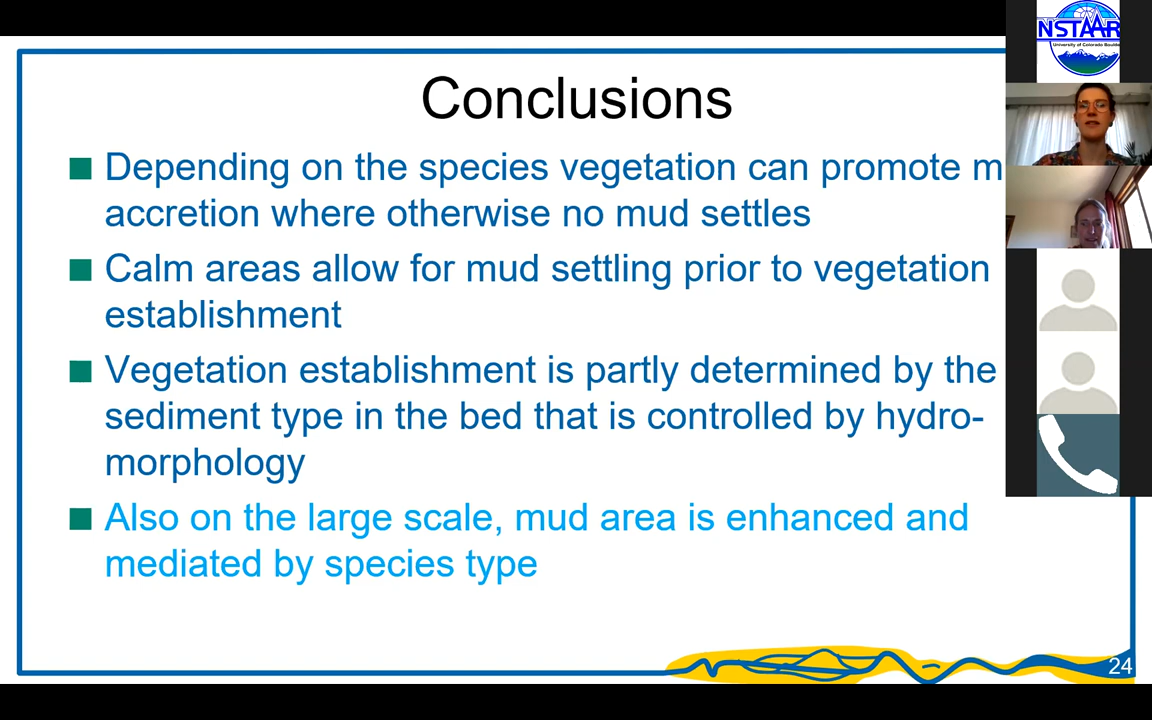 Conclusions
Depending on the species vegetation can promote
accretion where otherwise no mud settles
Calm areas allow for mud settling prior to vegetation
establishment
Vegetation establishment is partly determined by the
sediment type in the bed that is controlled by hydro-
morphology
Also on the large scale, mud area is enhanced and
mediated by species type
24
NSTAAR
University of Colorado Boulder